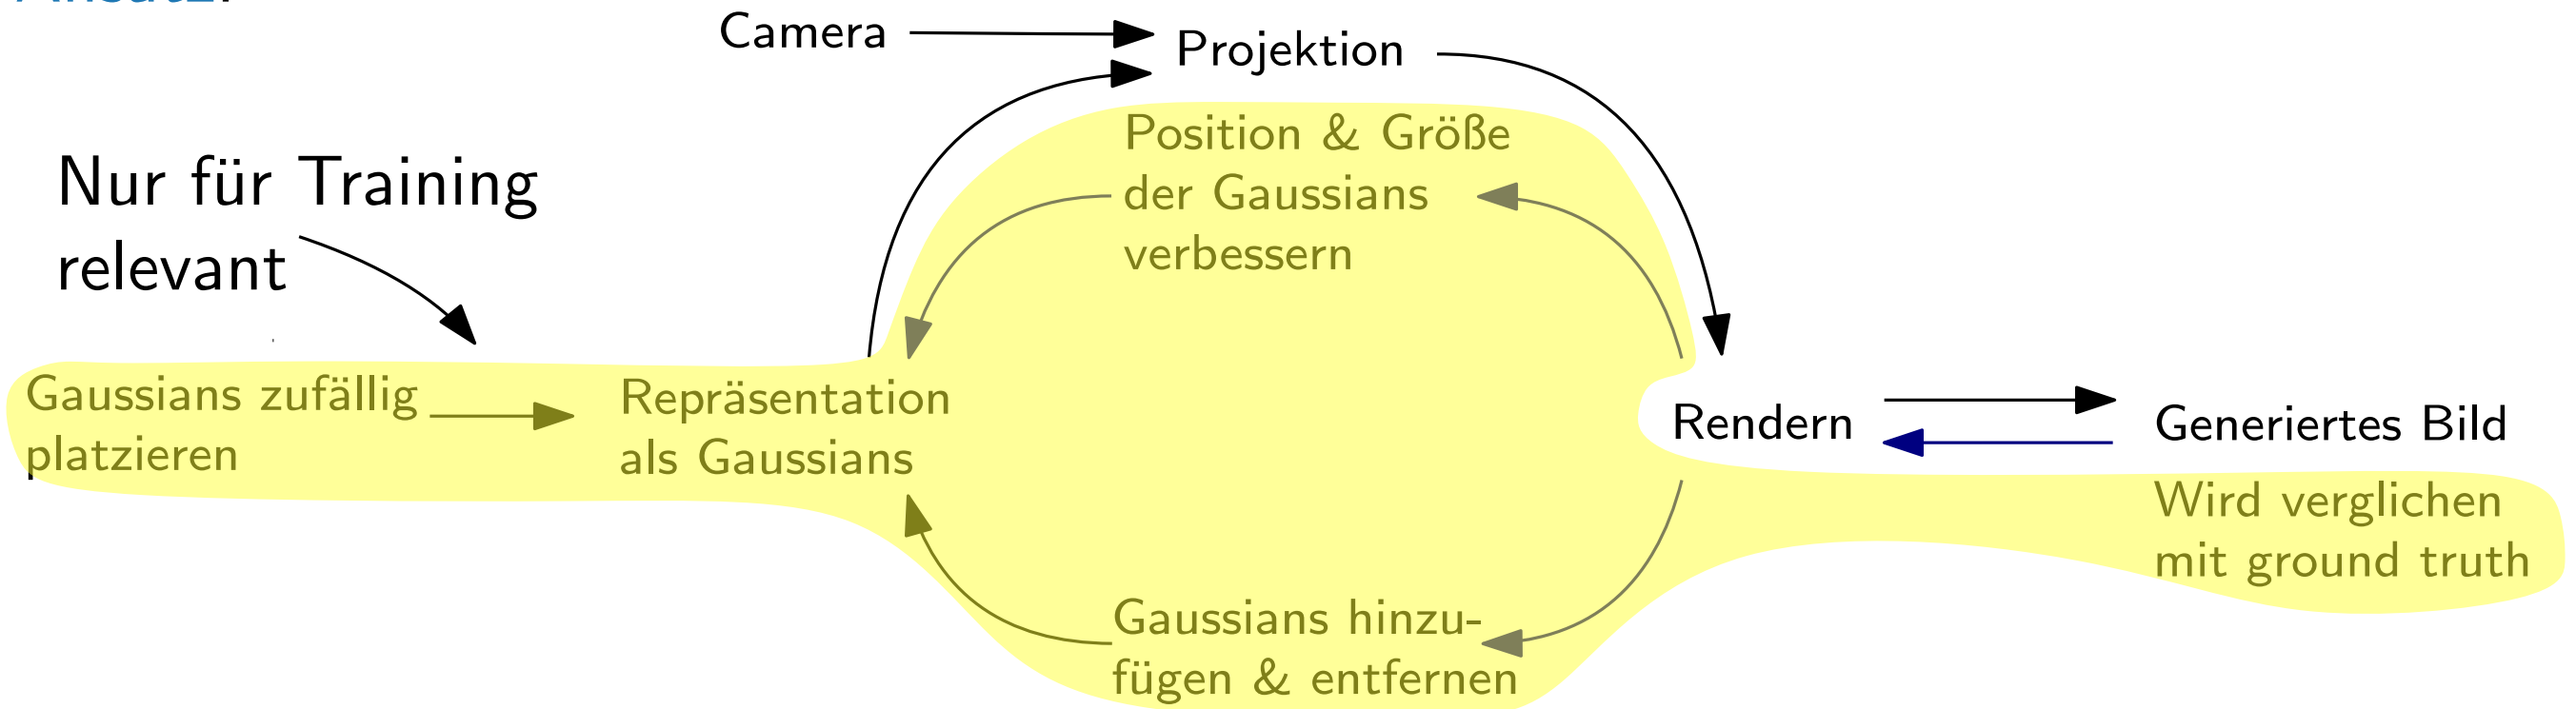 Camera
Projektion
Position & Größe
der Gaussians
verbessern
Nur für Training
relevant
Gaussians zufällig
platzieren
Repräsentation
als Gaussians
Rendern
Generiertes Bild
Wird verglichen
mit ground truth
Gaussians hinzu-
fügen & entfernen